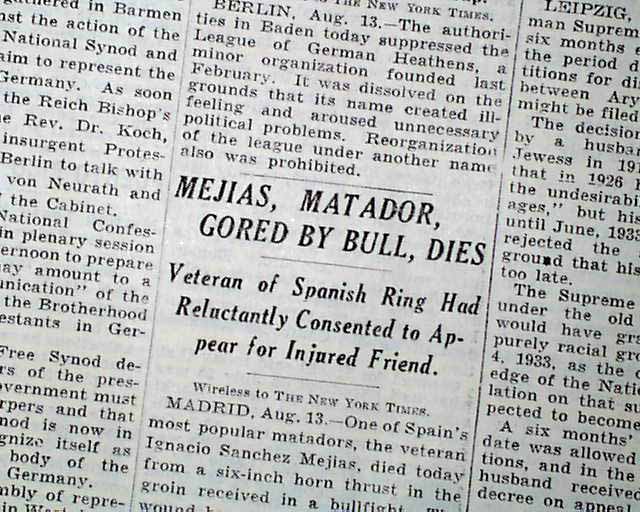 gathered in Barmen
the action of the
National Synod and
aim to represent the
Germany. As soon
the Reich Bishop's
Rev. Dr. Koch,
insurgent Protes-
Berlin to talk with
von Neurath and
the Cabinet.
National Confes-
in plenary session
ernoon to prepare
amount to a
unication" of the
the Brotherhood
estants in Ger-
Free Synod de-
rs of the pres-
vernment must
rpers and that
nod is now in
gnize itself as
body of the
Germany.
mbly of repre-
THE NEW YORK TIMES.
BERLIN, Aug. 13.—The authori-
ties in Baden today suppressed the
League of German Heathens, a
minor organization founded last
February. It was dissolved on the
grounds that its name created ill-
feeling and aroused unnecessary
political problems. Reorganization
of the league under another name
also was prohibited.
MEJIAS, MATADOR,
GORED BY BULL, DIES
Veteran of Spanish Ring Had
Reluctantly Consented to Ap-
pear for Injured Friend.
Wireless to THE NEW YORK TIMES.
MADRID, Aug. 13.—One of Spain's
most popular matadors, the veteran
Ignacio Sanchez Mejias, died today
from a six-inch horn thrust in the
groin received in a bullfight,
LEIPZIG,
man Suprem
six months
the period d
titions for di
between Ary
might be filed
The decision
by a husba
Jewess in 191
that in 1926
the undesirabi
ages," but his
until June, 1933
rejected the
ground that his
too late.
The Supreme
under the old
would have gra
purely racial gr
4, 1933, as the
edge of the Natio
lation on that su
pected to become
A six months'
date was allowed
tions, and in the
husband received
decree on appeal